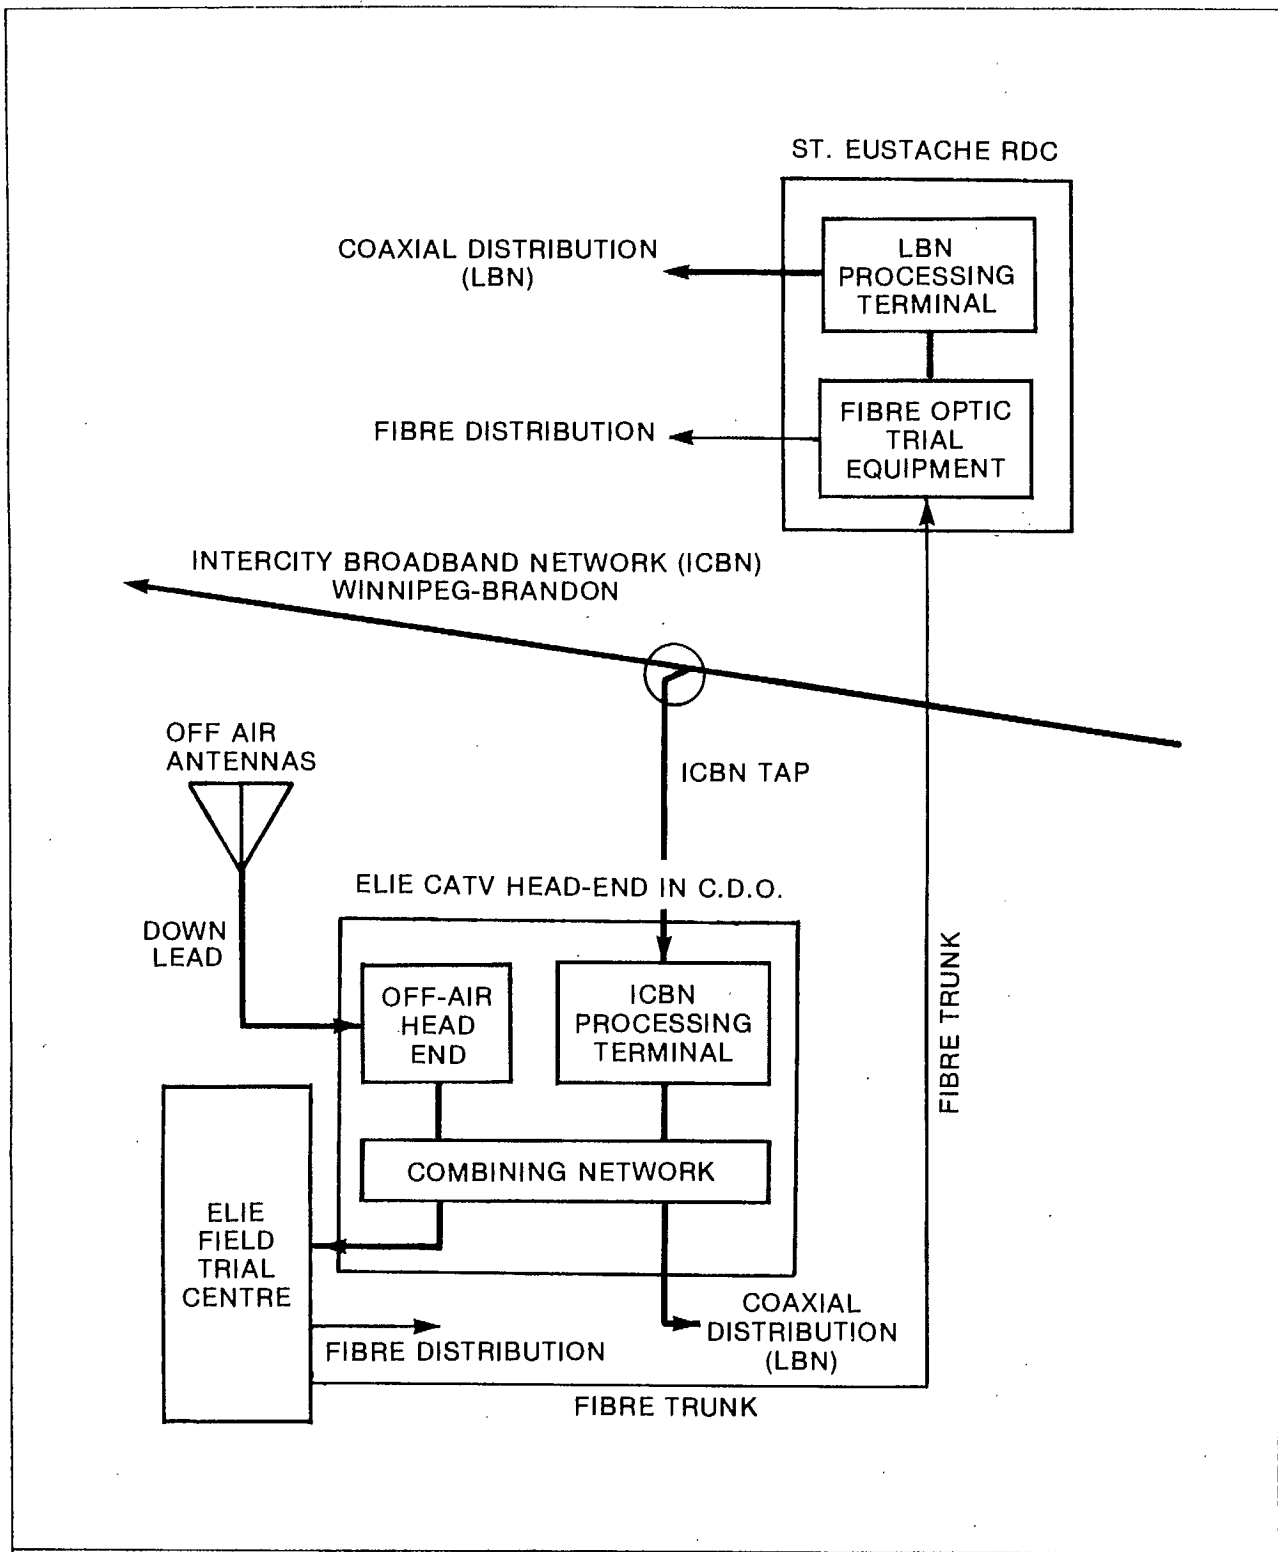 ST. EUSTACHE RDC
COAXIAL DISTRIBUTION
(LBN)
LBN
PROCESSING
TERMINAL
FIBRE DISTRIBUTION
FIBRE OPTIC
TRIAL
EQUIPMENT
INTERCITY BROADBAND NETWORK (ICBN)
WINNIPEG-BRANDON
OFF AIR
ANTENNAS
ICBN TAP
ELIE CATV HEAD-END IN C.D.O.
DOWN
LEAD
OFF-AIR
HEAD
END
ICBN
PROCESSING
TERMINAL
FIBRE TRUNK
COMBINING NETWORK
ELIE
FIELD
TRIAL
CENTRE
COAXIAL
DISTRIBUTION
(LBN)
FIBRE DISTRIBUTION
FIBRE TRUNK